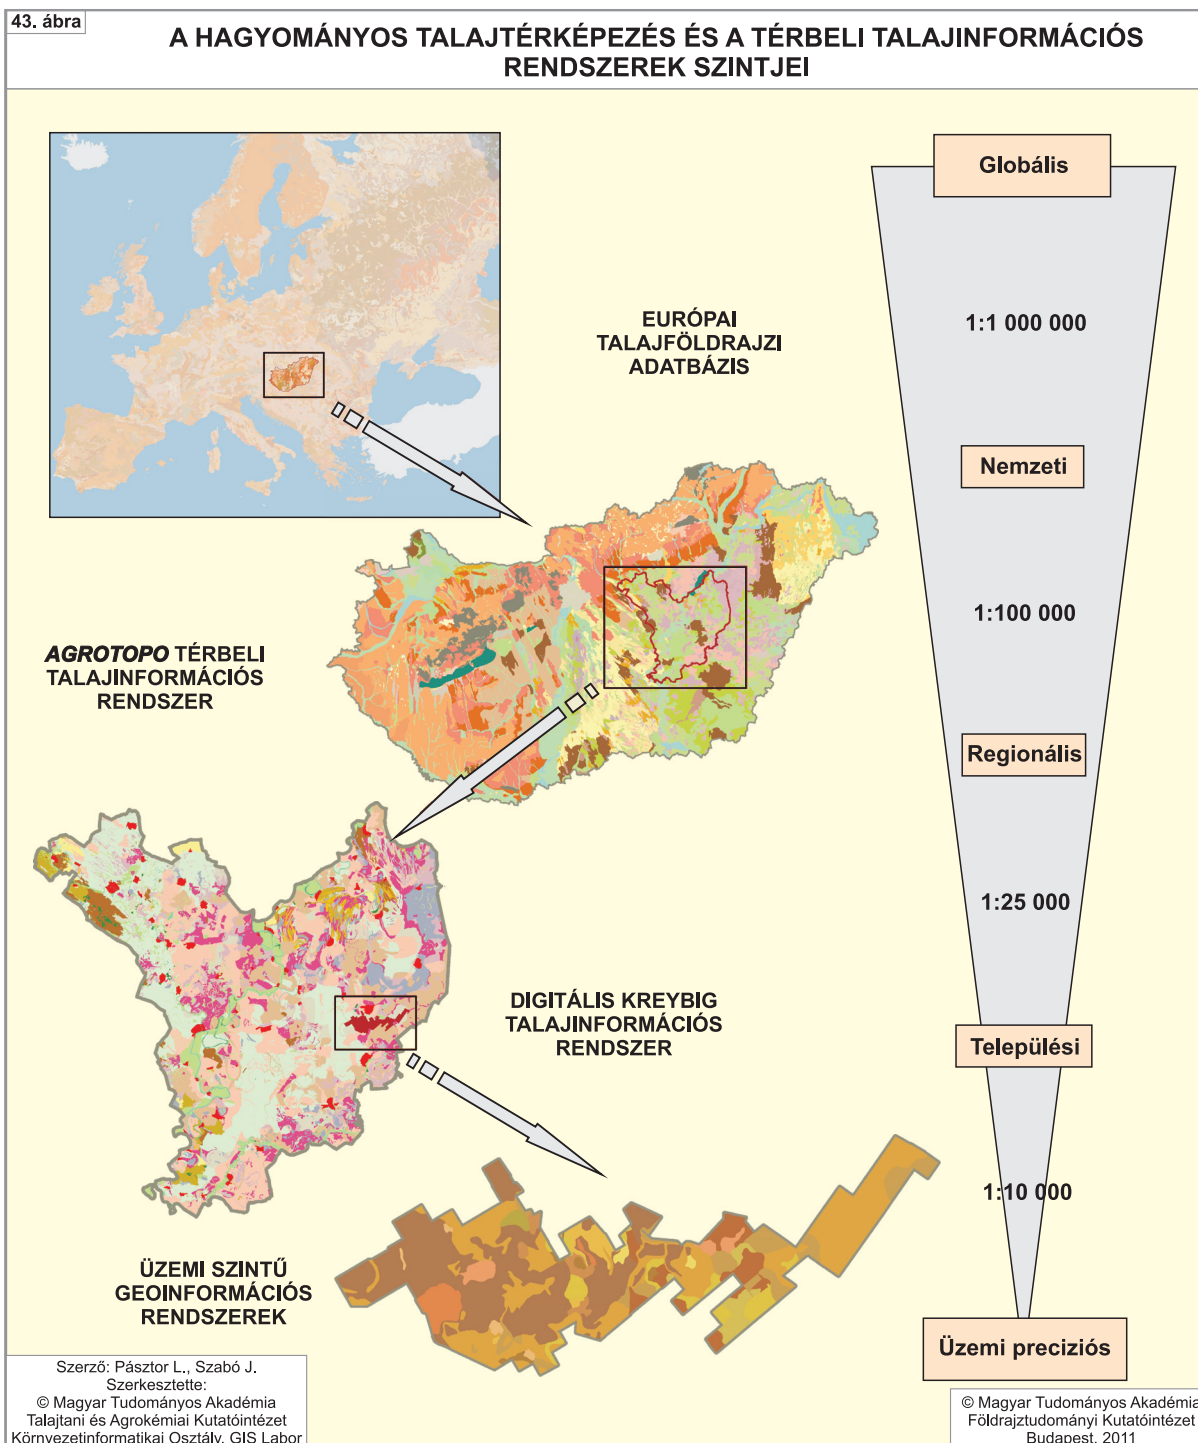 43. ábra
A HAGYOMÁNYOS TALAJTÉRKÉPEZÉS ÉS A TÉRBELI TALAJINFORMÁCIÓS
RENDSZEREK SZINTJEI
Globális
EURÓPAI
TALAJFÖLDRAJZI
ADATBÁZIS
1:1 000 000
Nemzeti
1:100 000
AGROTOPO TÉRBELI
TALAJINFORMÁCIÓS
RENDSZER
Regionális
1:25 000
DIGITÁLIS KREYBIG
TALAJINFORMÁCIÓS
RENDSZER
Települési
1:10 000
ÜZEMI SZINTŰ
GEOINFORMÁCIÓS
RENDSZEREK
Üzemi preciziós
Szerző: Pásztor L., Szabó J.
Szerkesztette:
© Magyar Tudományos Akadémia
Talajtani és Agrokémiai Kutatóintézet
Környezetinformatikai Osztály, GIS Labor
© Magyar Tudományos Akadémia
Földrajztudományi Kutatóintézet
Budapest, 2011